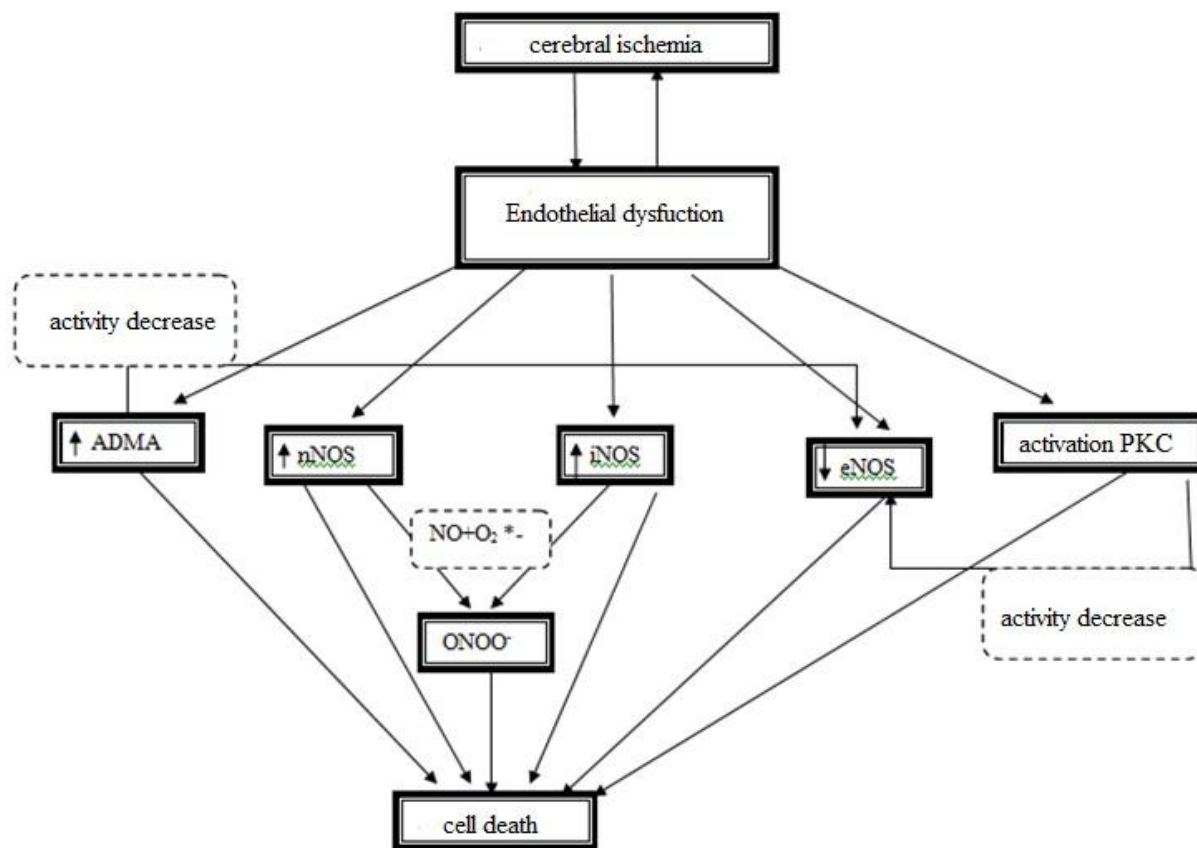 cerebral ischemia
Endothelial dysfuction
activity decrease
↑ ADMA
↑ nNOS
↑ iNOS
↓ eNOS
activation PKC
NO+O₂ *-
ONOO⁻
activity decrease
cell death